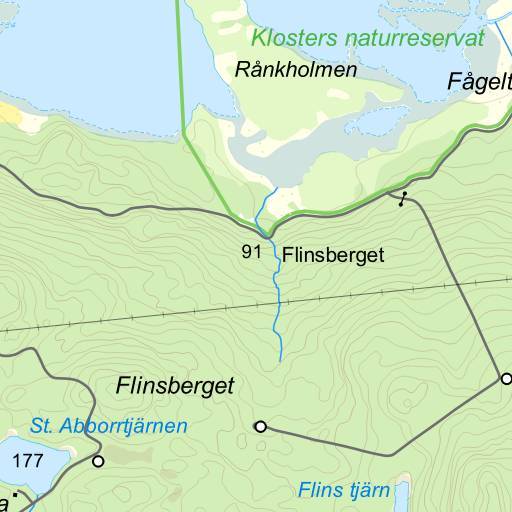 Klosters naturreservat
Rånkholmen
Fågelt
91
Flinsberget
Flinsberget
St. Abborrtjärnen
177
Flins tjärn
a